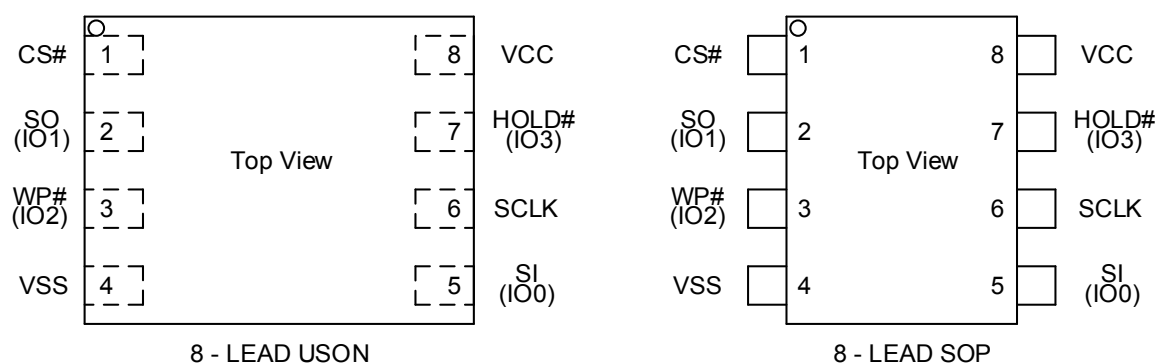 CS# 1 8 VCC
SO (IO1) 2 7 HOLD# (IO3)
Top View
WP# (IO2) 3 6 SCLK
VSS 4 5 SI (IO0)
8 - LEAD USON
CS# 1 8 VCC
SO (IO1) 2 7 HOLD# (IO3)
Top View
WP# (IO2) 3 6 SCLK
VSS 4 5 SI (IO0)
8 - LEAD SOP